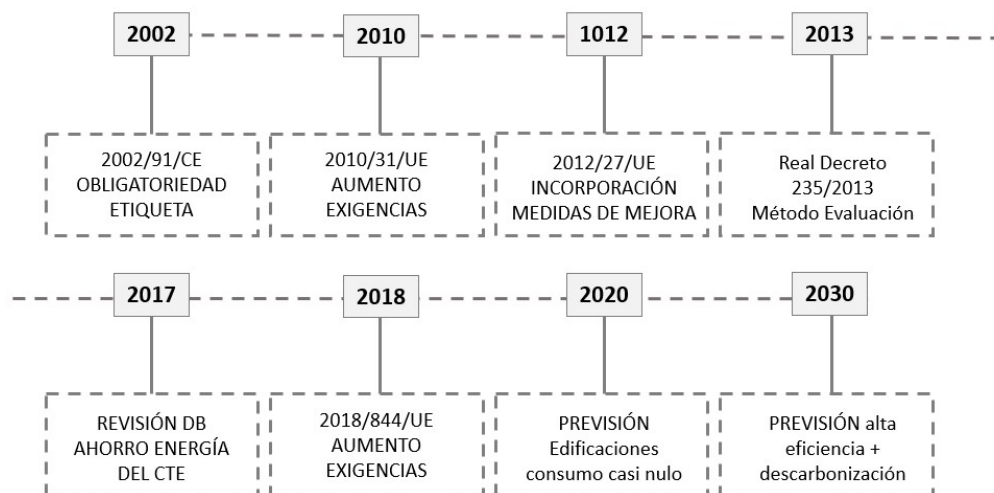 2002
2010
1012
2013
2002/91/CE
OBLIGATORIEDAD
ETIQUETA
2010/31/UE
AUMENTO
EXIGENCIAS
2012/27/UE
INCORPORACIÓN
MEDIDAS DE MEJORA
Real Decreto
235/2013
Método Evaluación
2017
2018
2020
2030
REVISIÓN DB
AHORRO ENERGÍA
DEL CTE
2018/844/UE
AUMENTO
EXIGENCIAS
PREVISIÓN
Edificaciones
consumo casi nulo
PREVISIÓN alta
eficiencia +
descarbonización